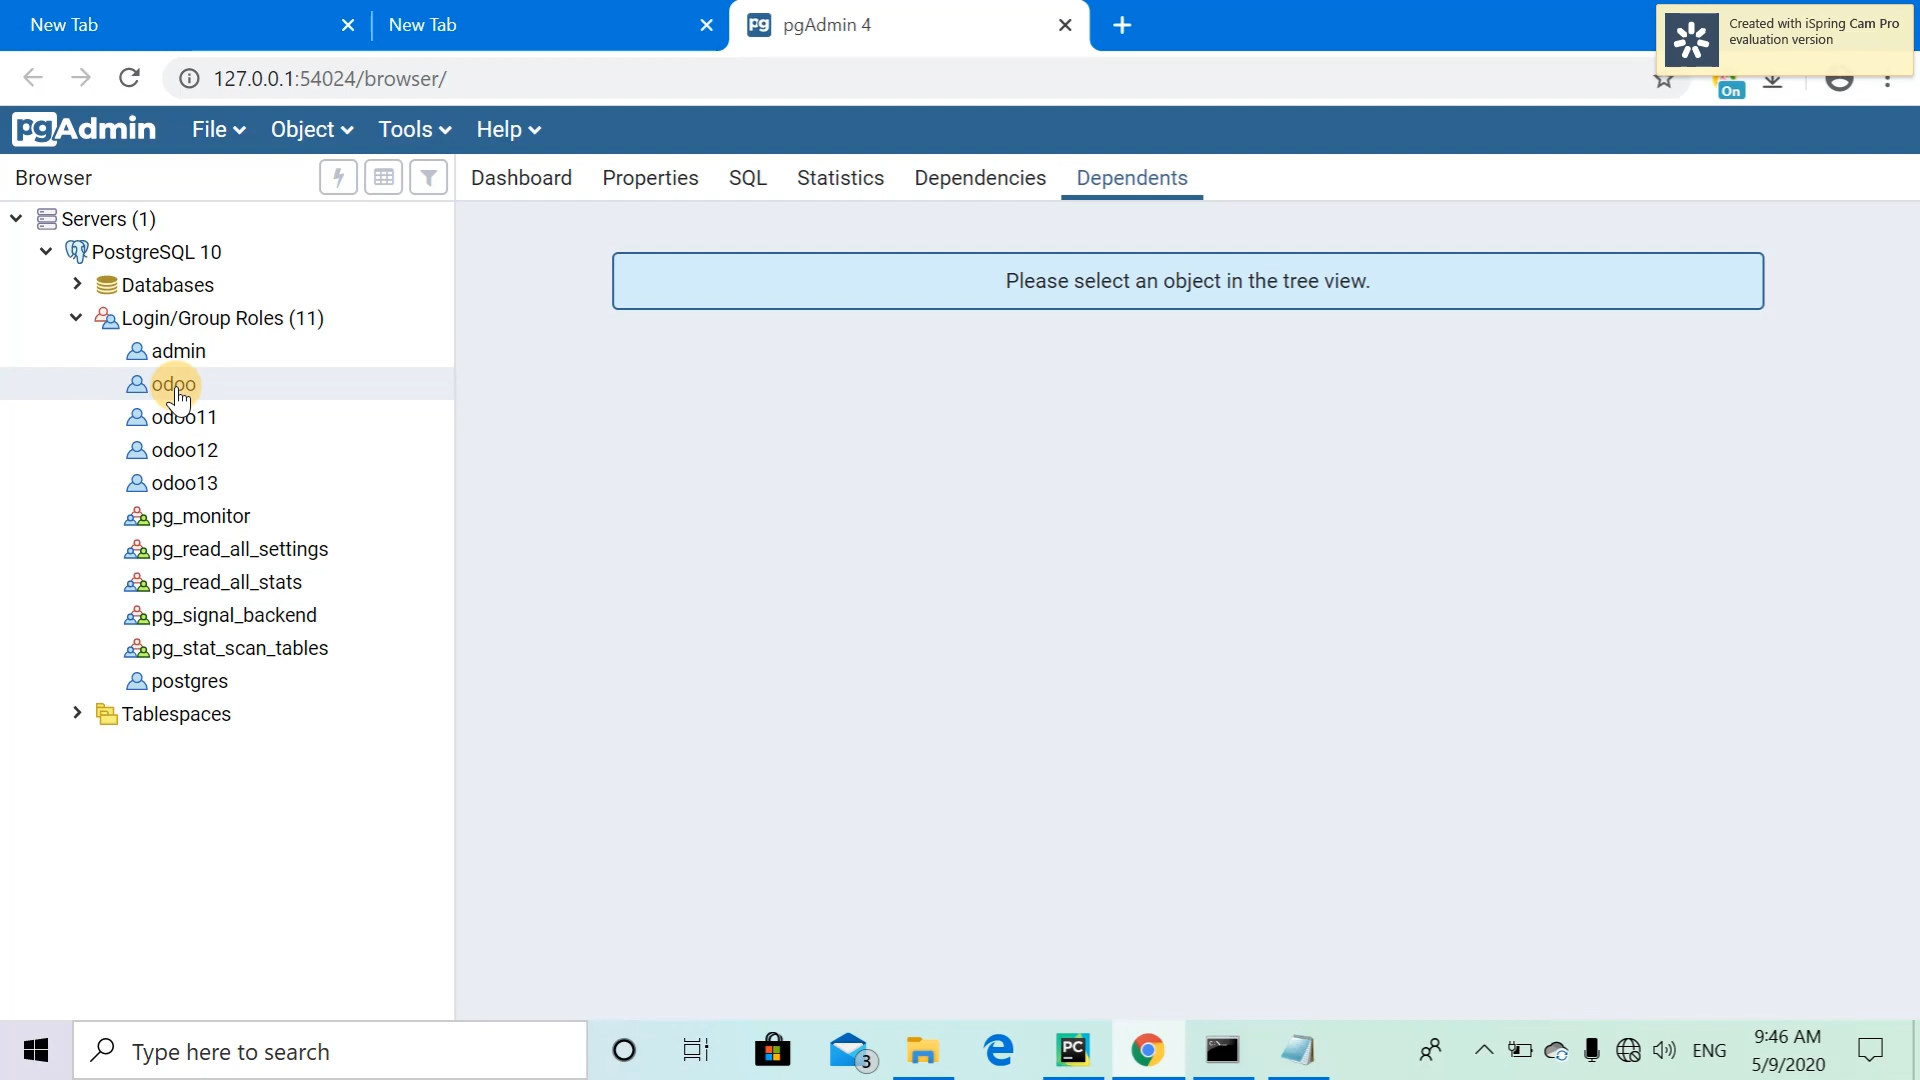 New Tab
New Tab
pgAdmin 4
Created with iSpring Cam Pro
evaluation version
127.0.0.1:54024/browser/
On
pgAdmin
File
Object
Tools
Help
Browser
Dashboard
Properties
SQL
Statistics
Dependencies
Dependents
Servers (1)
PostgreSQL 10
Databases
Please select an object in the tree view.
Login/Group Roles (11)
admin
odoo
odoo11
odoo12
odoo13
pg_monitor
pg_read_all_settings
pg_read_all_stats
pg_signal_backend
pg_stat_scan_tables
postgres
Tablespaces
Type here to search
3
PC
ENG
9:46 AM
5/9/2020